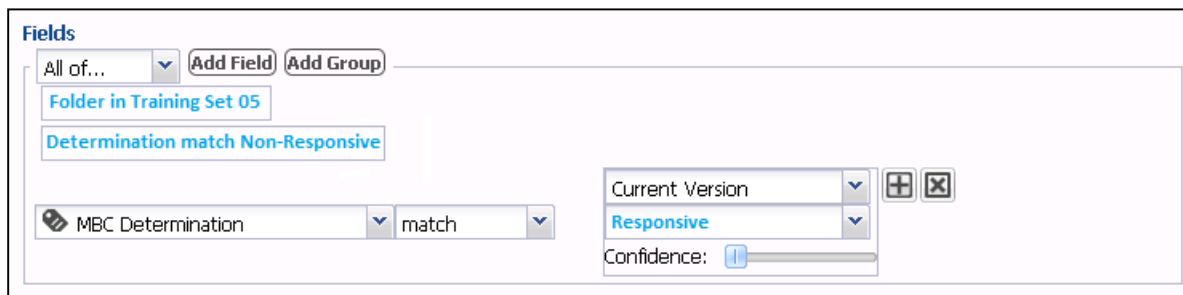 Fields
All of... Add Field Add Group
Folder in Training Set 05
Determination match Non-Responsive
Current Version
MBC Determination match Responsive
Confidence: